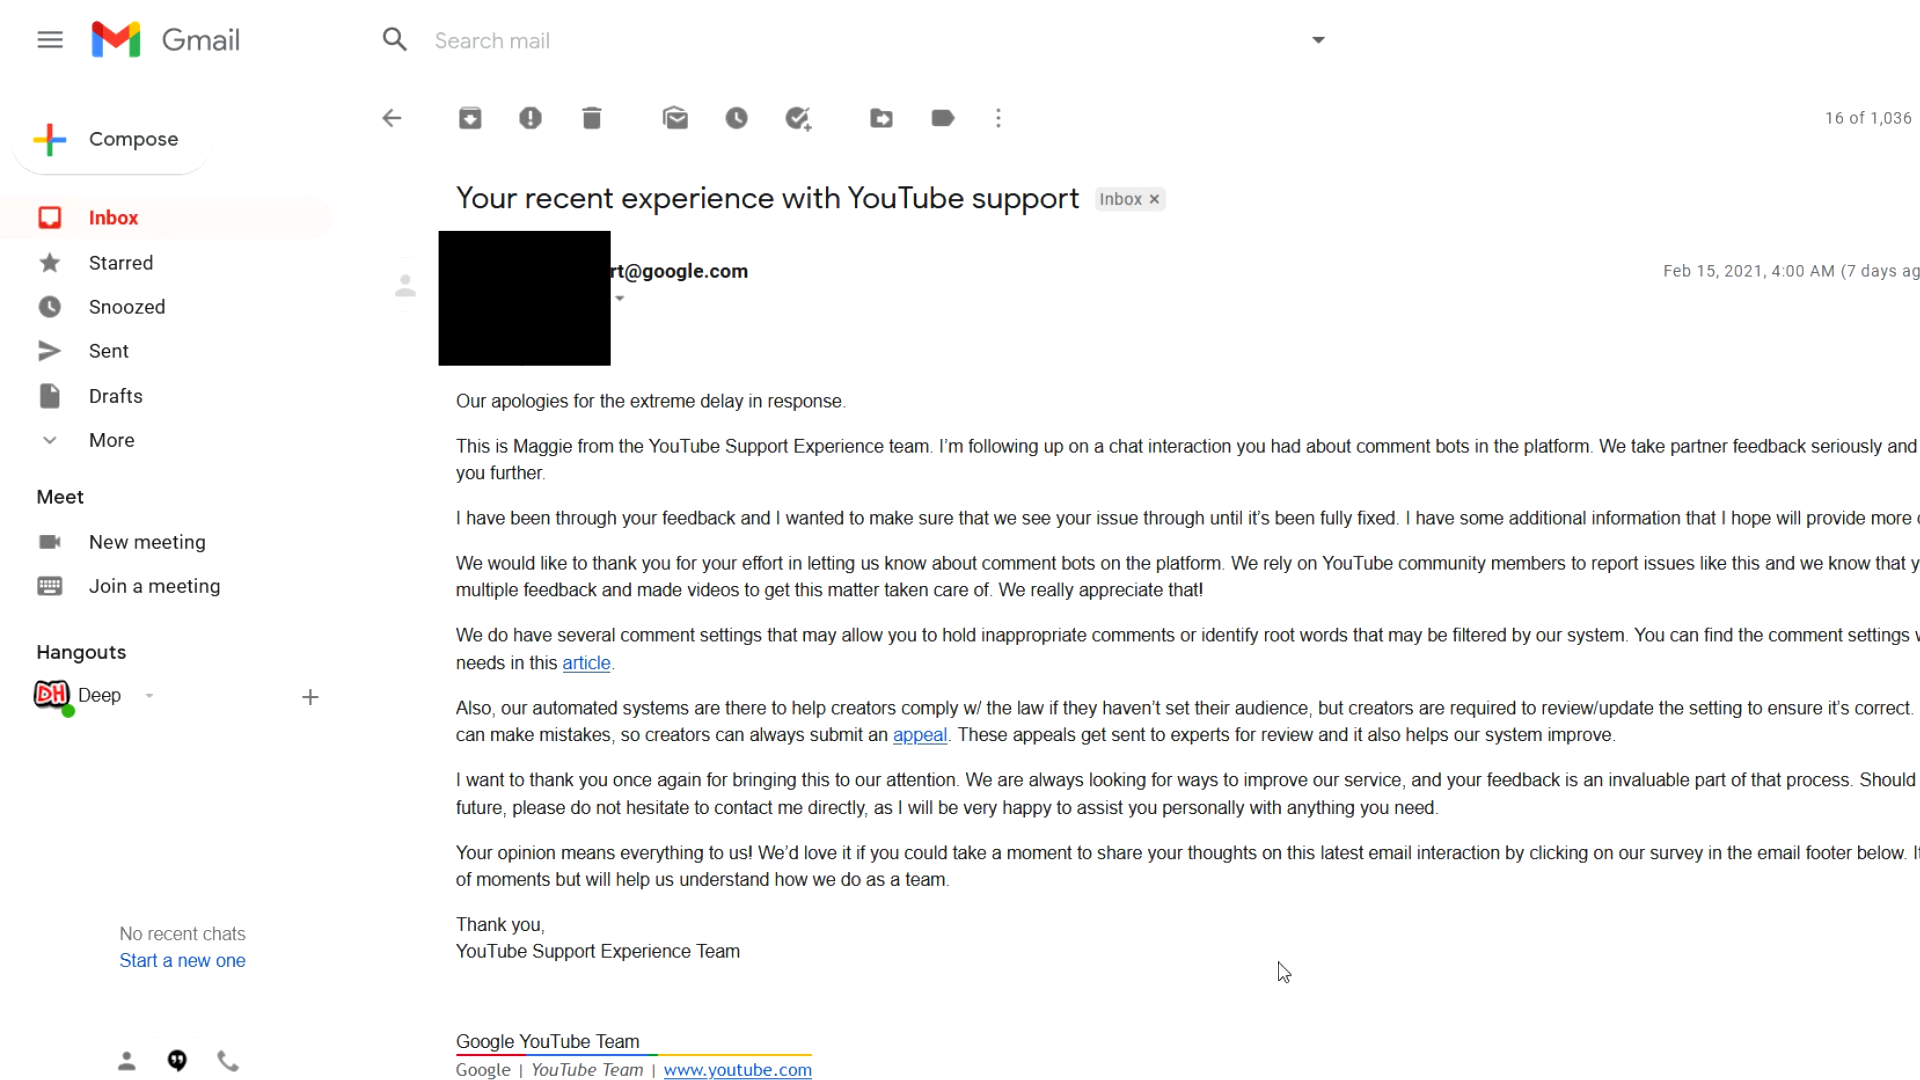 Gmail
Search mail
16 of 1,036
Compose
Inbox
Starred
Snoozed
Sent
Drafts
More
Meet
New meeting
Join a meeting
Hangouts
DH Deep
No recent chats
Start a new one
Your recent experience with YouTube support Inbox ×
rt@google.com
Feb 15, 2021, 4:00 AM (7 days ag
Our apologies for the extreme delay in response.
This is Maggie from the YouTube Support Experience team. I'm following up on a chat interaction you had about comment bots in the platform. We take partner feedback seriously and
you further.
I have been through your feedback and I wanted to make sure that we see your issue through until it's been fully fixed. I have some additional information that I hope will provide more
We would like to thank you for your effort in letting us know about comment bots on the platform. We rely on YouTube community members to report issues like this and we know that y
multiple feedback and made videos to get this matter taken care of. We really appreciate that!
We do have several comment settings that may allow you to hold inappropriate comments or identify root words that may be filtered by our system. You can find the comment settings
needs in this article.
Also, our automated systems are there to help creators comply w/ the law if they haven't set their audience, but creators are required to review/update the setting to ensure it's correct.
can make mistakes, so creators can always submit an appeal. These appeals get sent to experts for review and it also helps our system improve.
I want to thank you once again for bringing this to our attention. We are always looking for ways to improve our service, and your feedback is an invaluable part of that process. Should
future, please do not hesitate to contact me directly, as I will be very happy to assist you personally with anything you need.
Your opinion means everything to us! We'd love it if you could take a moment to share your thoughts on this latest email interaction by clicking on our survey in the email footer below.
of moments but will help us understand how we do as a team.
Thank you,
YouTube Support Experience Team
Google YouTube Team
Google | YouTube Team | www.youtube.com